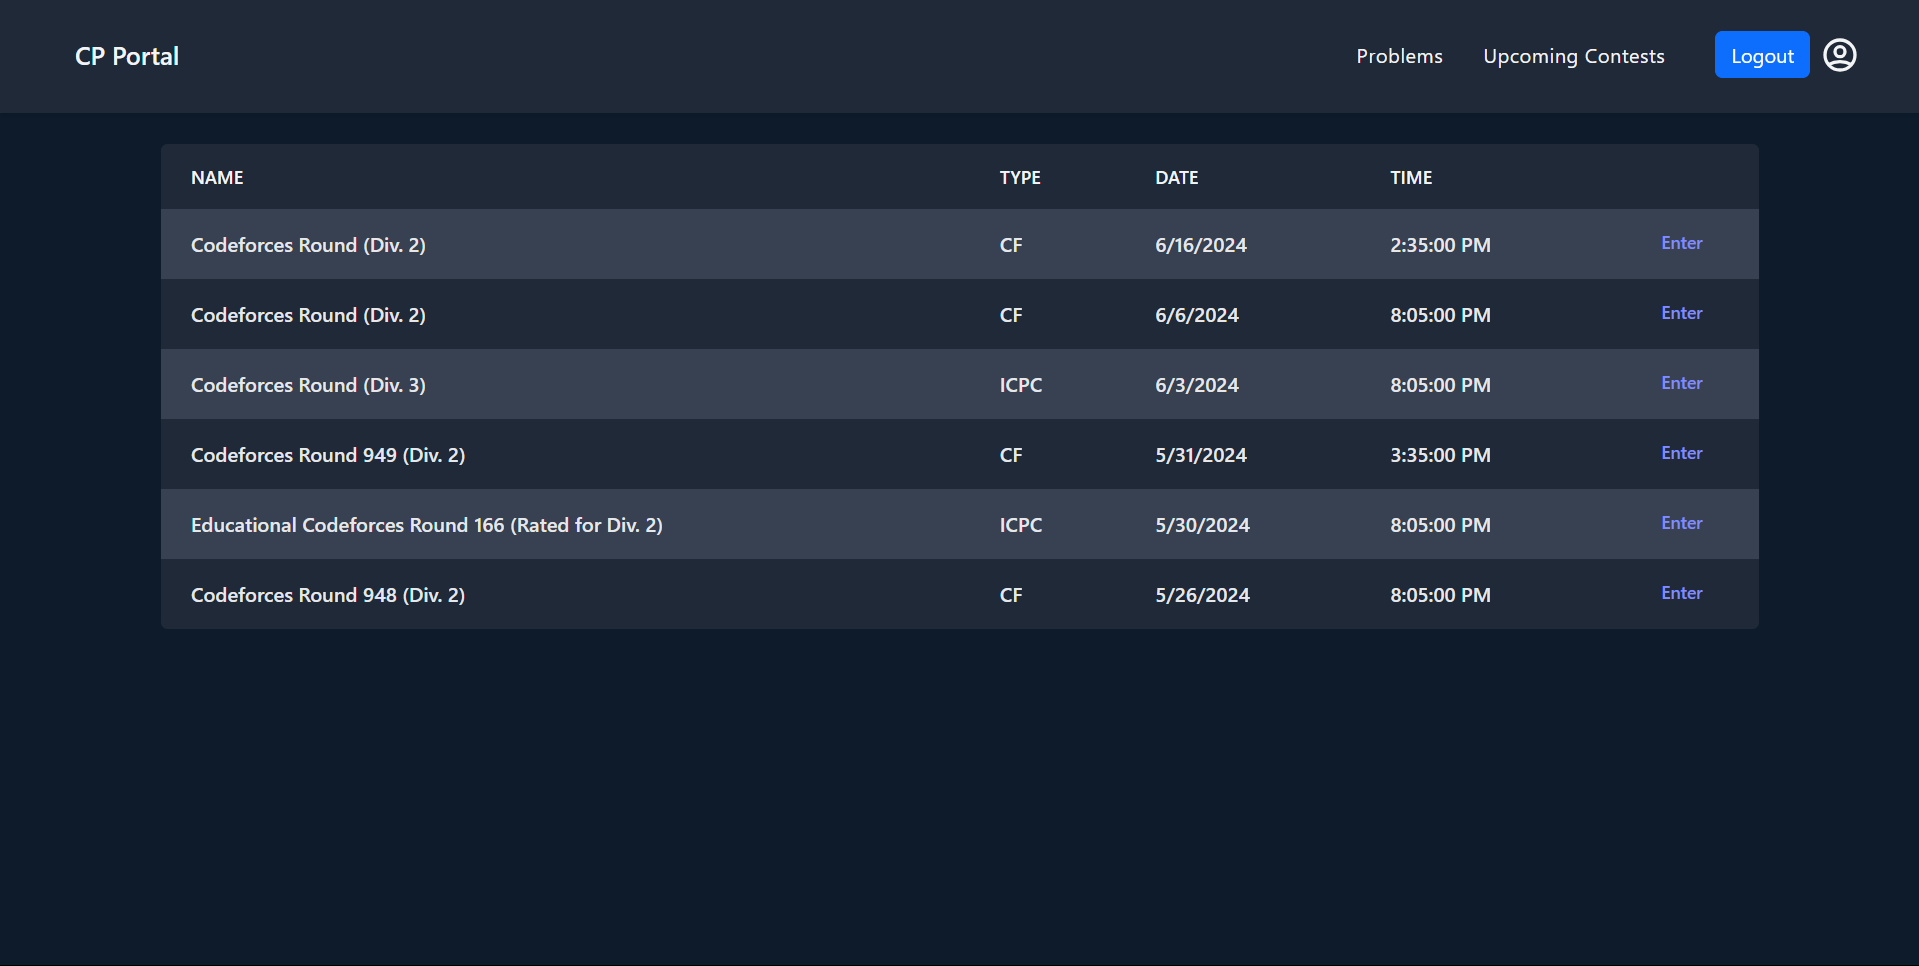 CP Portal Problems Upcoming Contests Logout
NAME TYPE DATE TIME
Codeforces Round (Div. 2) CF 6/16/2024 2:35:00 PM Enter
Codeforces Round (Div. 2) CF 6/6/2024 8:05:00 PM Enter
Codeforces Round (Div. 3) ICPC 6/3/2024 8:05:00 PM Enter
Codeforces Round 949 (Div. 2) CF 5/31/2024 3:35:00 PM Enter
Educational Codeforces Round 166 (Rated for Div. 2) ICPC 5/30/2024 8:05:00 PM Enter
Codeforces Round 948 (Div. 2) CF 5/26/2024 8:05:00 PM Enter